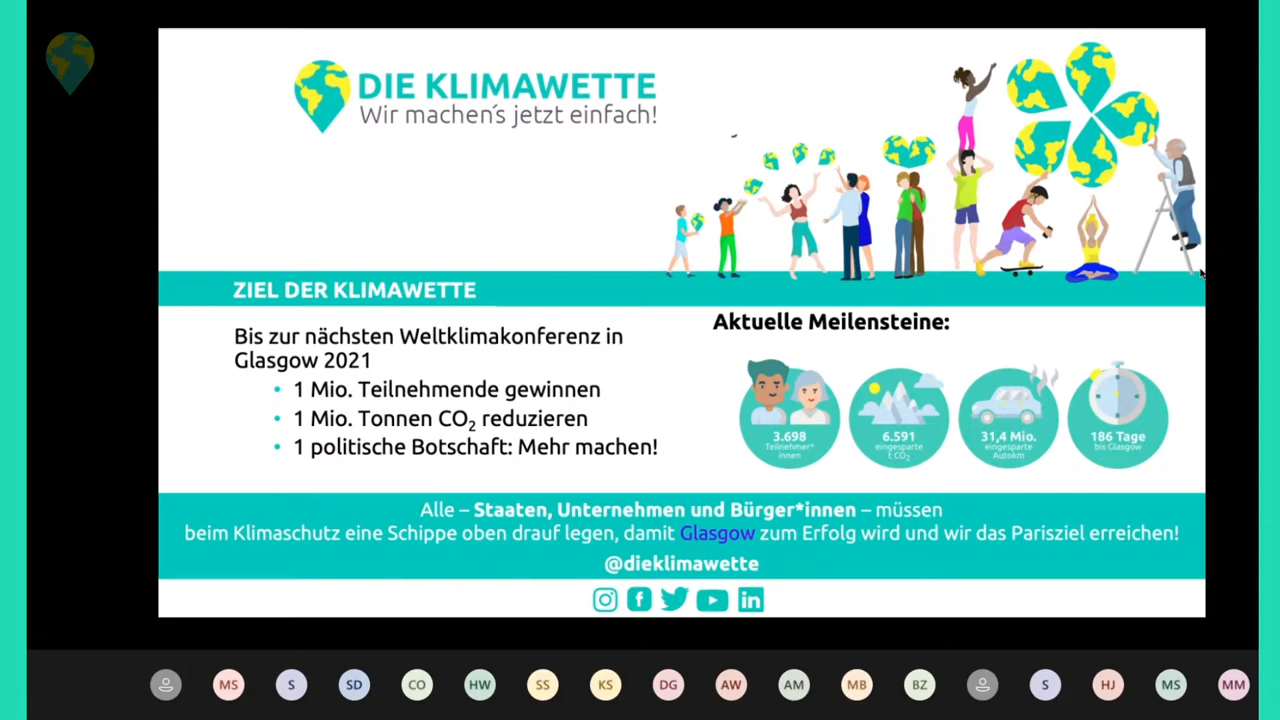 DIE KLIMAWETTE
Wir machen´s jetzt einfach!
ZIEL DER KLIMAWETTE
Bis zur nächsten Weltklimakonferenz in
Glasgow 2021
• 1 Mio. Teilnehmende gewinnen
• 1 Mio. Tonnen CO₂ reduzieren
• 1 politische Botschaft: Mehr machen!
Aktuelle Meilensteine:
3.698
Teilnehmer*
innen
6.591
eingesparte
t CO₂
31,4 Mio.
eingesparte
Autokm
186 Tage
bis Glasgow
Alle – Staaten, Unternehmen und Bürger*innen – müssen
beim Klimaschutz eine Schippe oben drauf legen, damit Glasgow zum Erfolg wird und wir das Parisziel erreichen!
@dieklimawette
MS S SD CO HW SS KS DG AW AM MB BZ S HJ MS MM